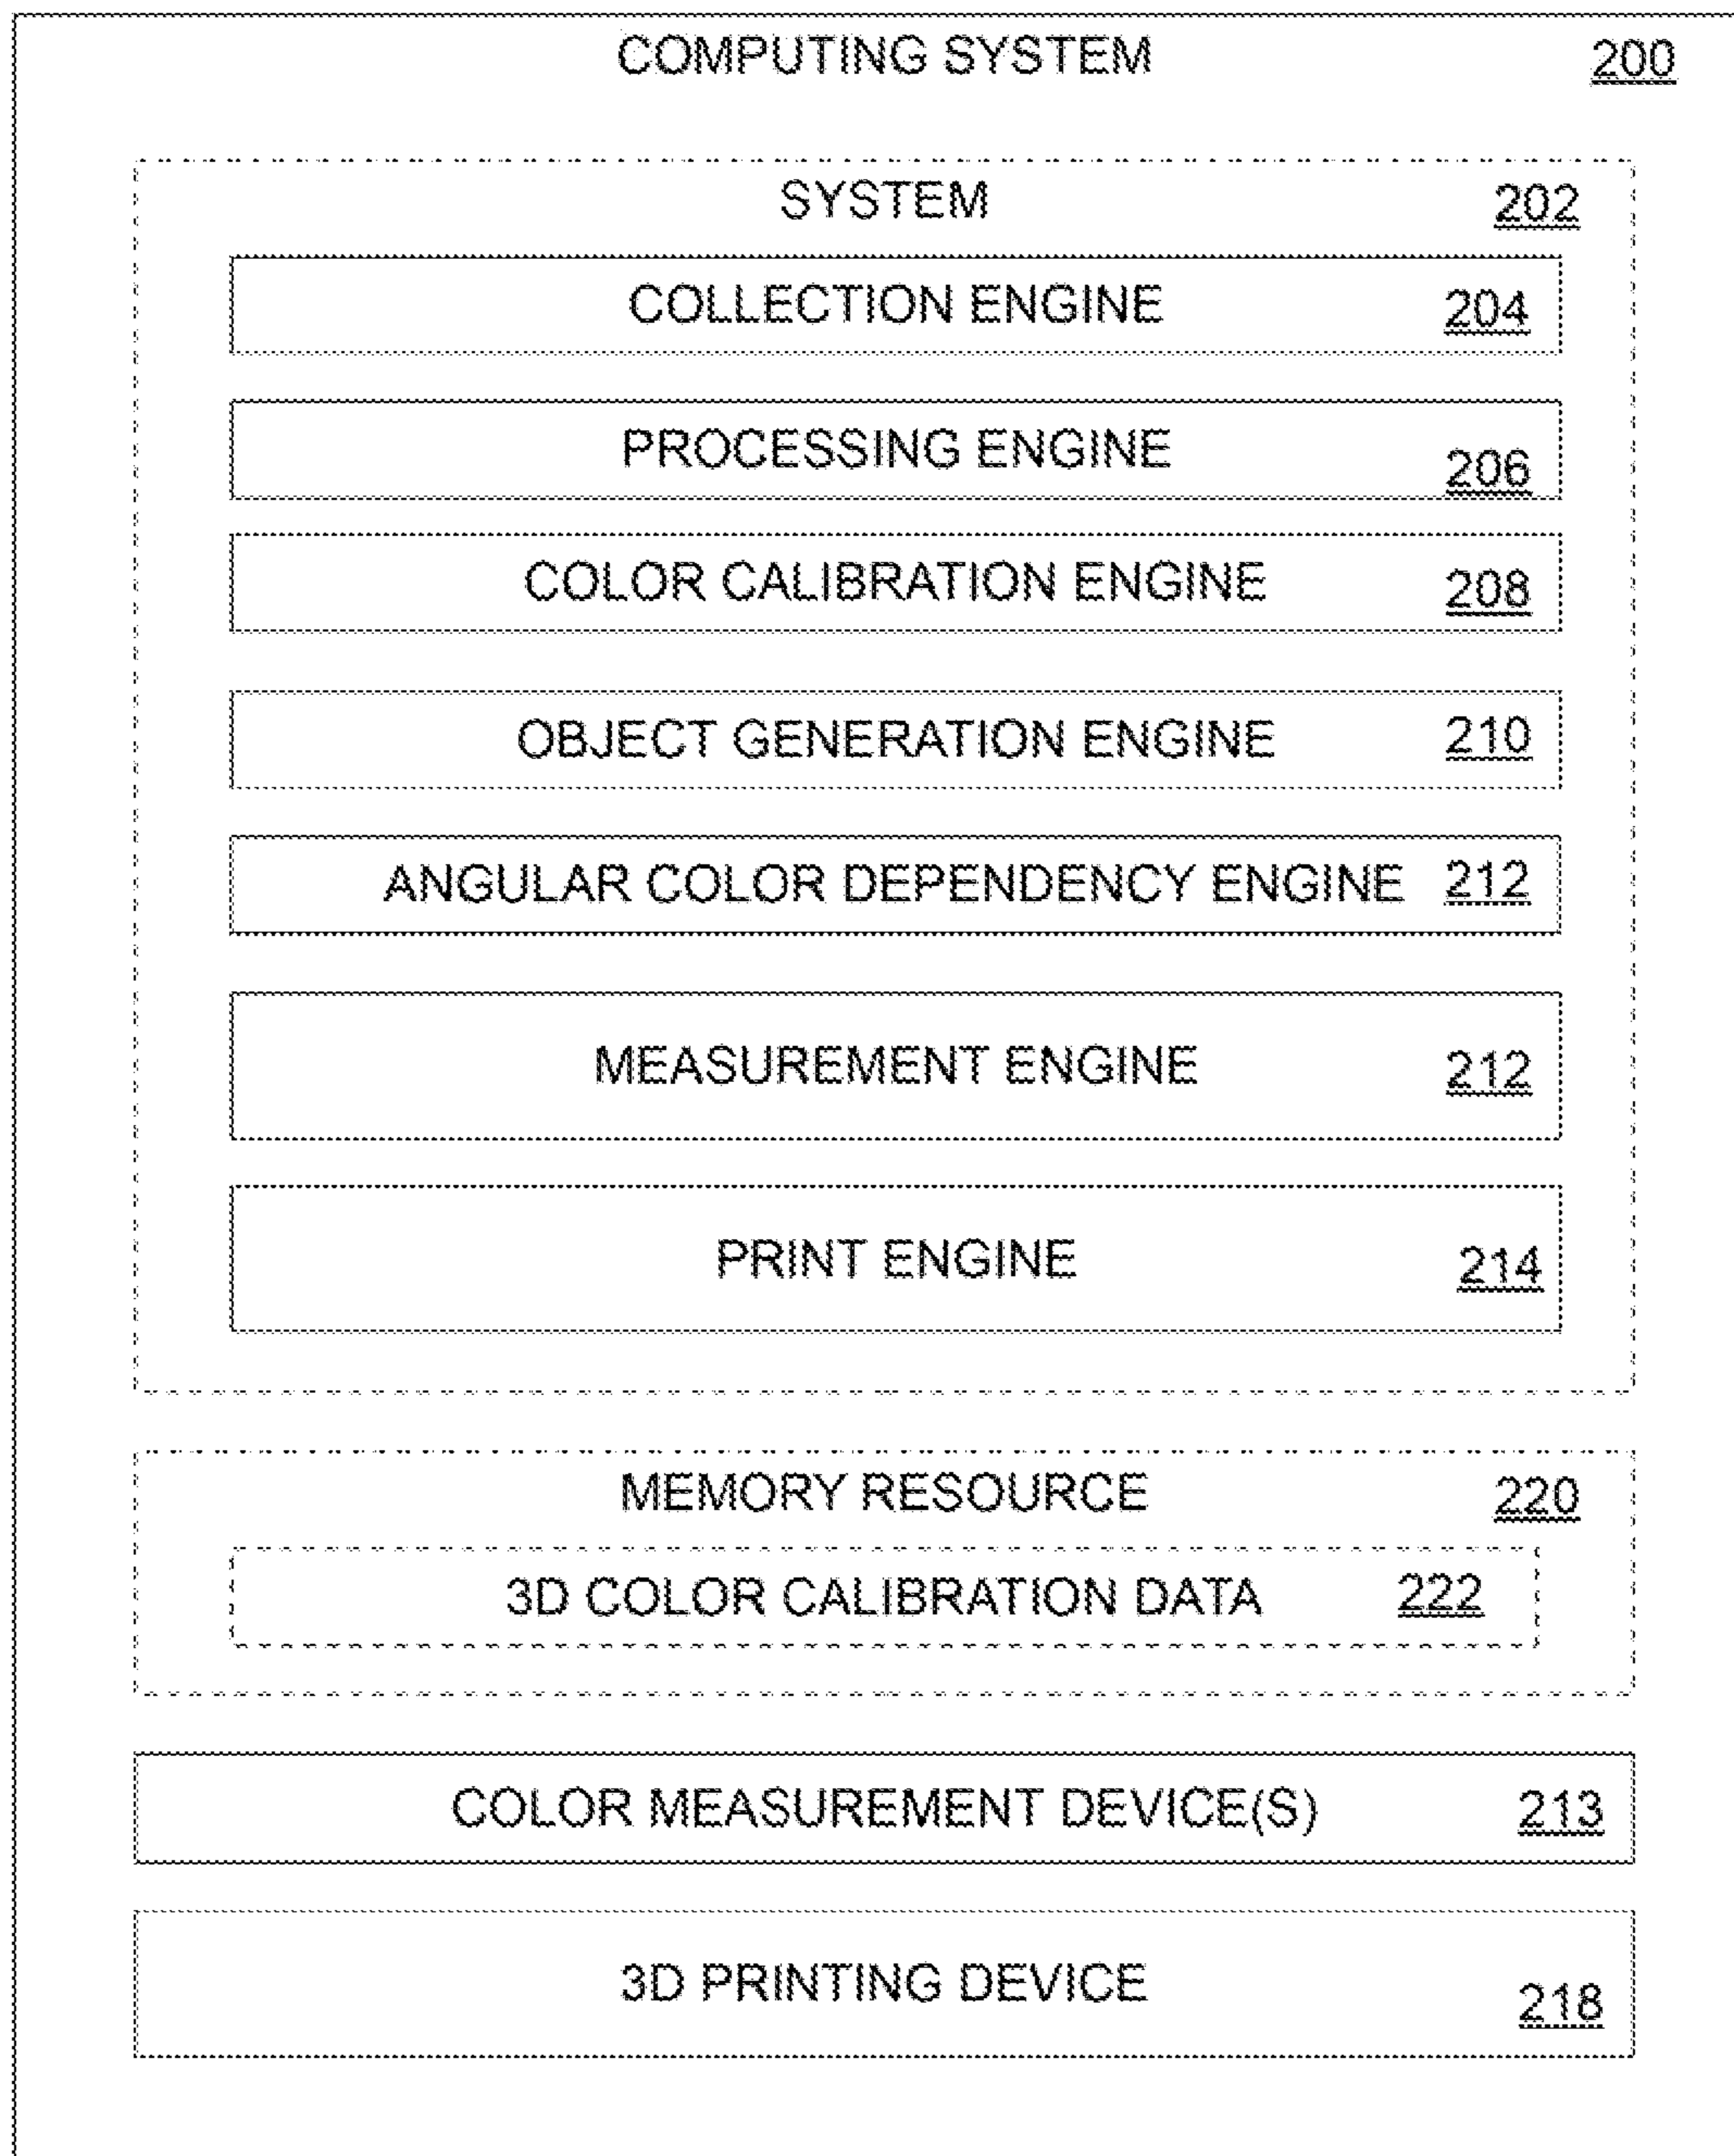 COMPUTING SYSTEM 200
SYSTEM 202
COLLECTION ENGINE 204
PROCESSING ENGINE 206
COLOR CALIBRATION ENGINE 208
OBJECT GENERATION ENGINE 210
ANGULAR COLOR DEPENDENCY ENGINE 212
MEASUREMENT ENGINE 212
PRINT ENGINE 214
MEMORY RESOURCE 220
3D COLOR CALIBRATION DATA 222
COLOR MEASUREMENT DEVICE(S) 213
3D PRINTING DEVICE 218